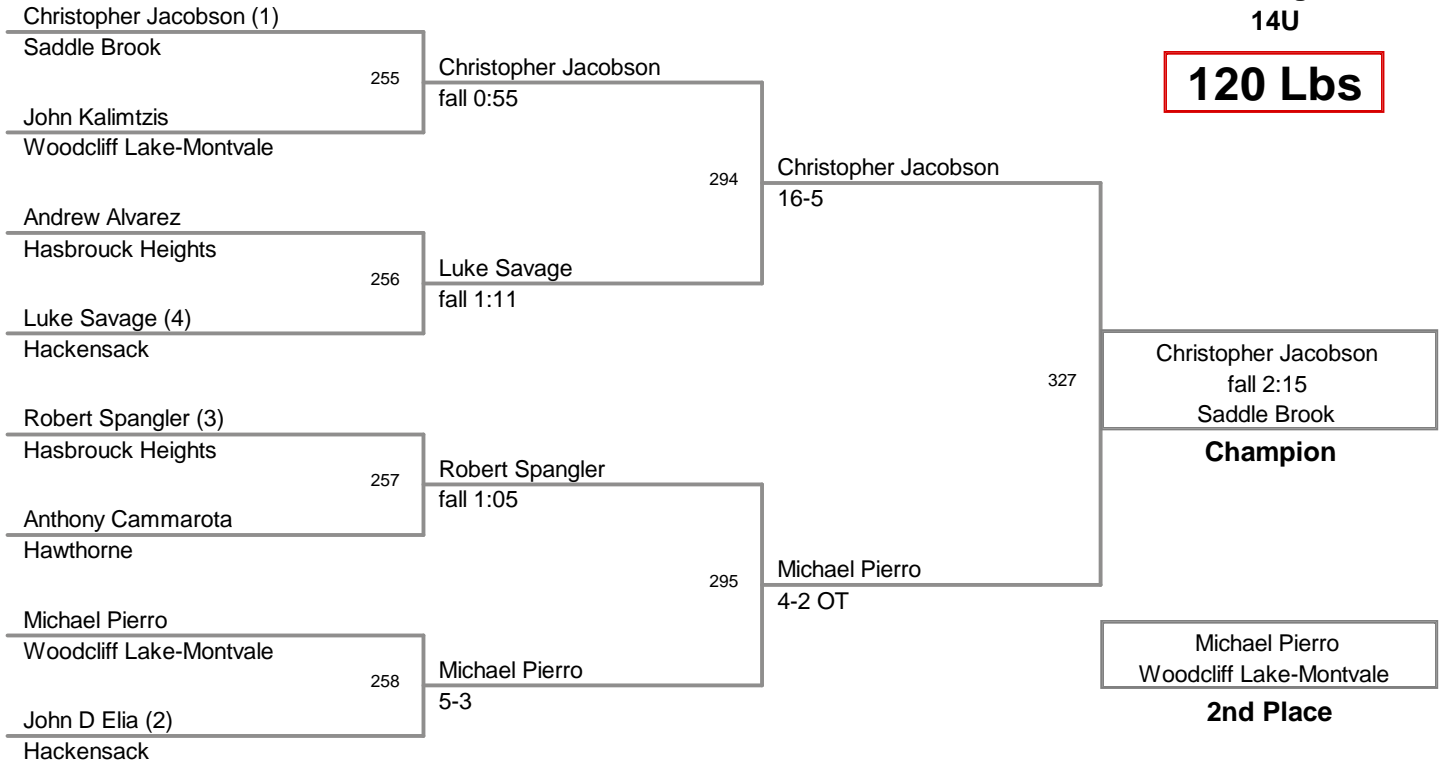 14U
120 Lbs
Christopher Jacobson (1)
Saddle Brook
255
John Kalimtzis
Woodcliff Lake-Montvale
Andrew Alvarez
Hasbrouck Heights
256
Luke Savage (4)
Hackensack
Robert Spangler (3)
Hasbrouck Heights
257
Anthony Cammarota
Hawthorne
Michael Pierro
Woodcliff Lake-Montvale
258
John D Elia (2)
Hackensack
Christopher Jacobson
fall 0:55
294
Luke Savage
fall 1:11
Robert Spangler
fall 1:05
295
Michael Pierro
5-3
Christopher Jacobson
16-5
327
Michael Pierro
4-2 OT
Christopher Jacobson
fall 2:15
Saddle Brook
Champion
Michael Pierro
Woodcliff Lake-Montvale
2nd Place